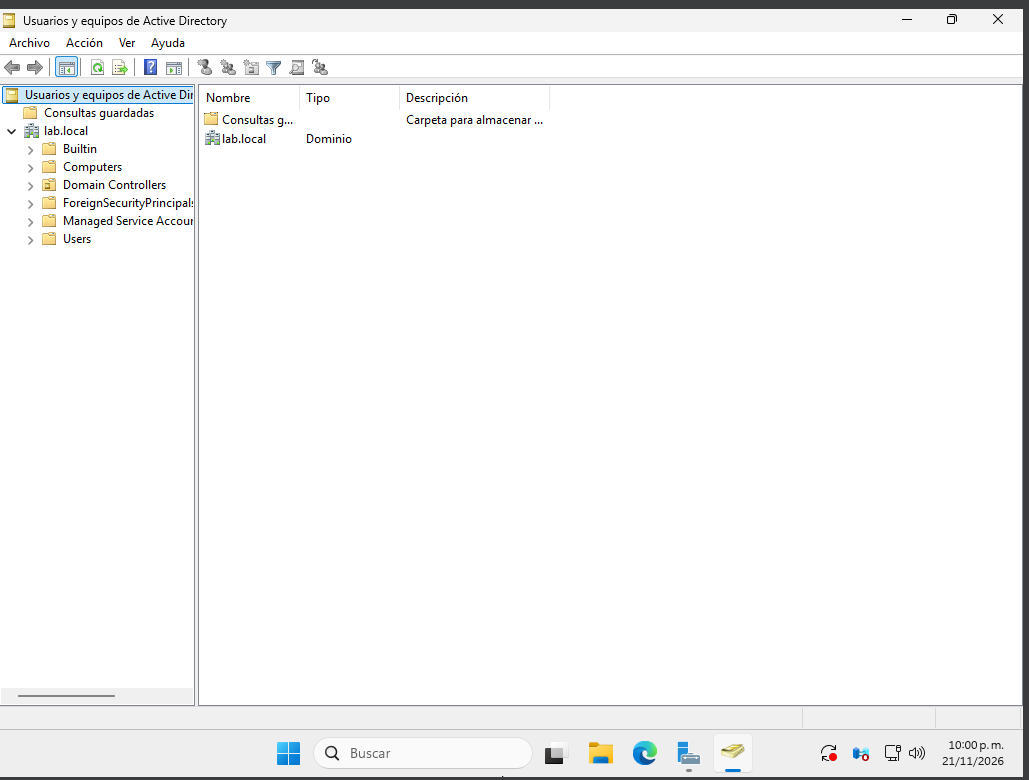 Usuarios y equipos de Active Directory
Archivo Acción Ver Ayuda
Usuarios y equipos de Active Dir
Consultas guardadas
lab.local
Builtin
Computers
Domain Controllers
ForeignSecurityPrincipals
Managed Service Accour
Users
Nombre Tipo Descripción
Consultas g... Carpeta para almacenar ...
lab.local Dominio
Buscar
10:00 p. m.
21/11/2026